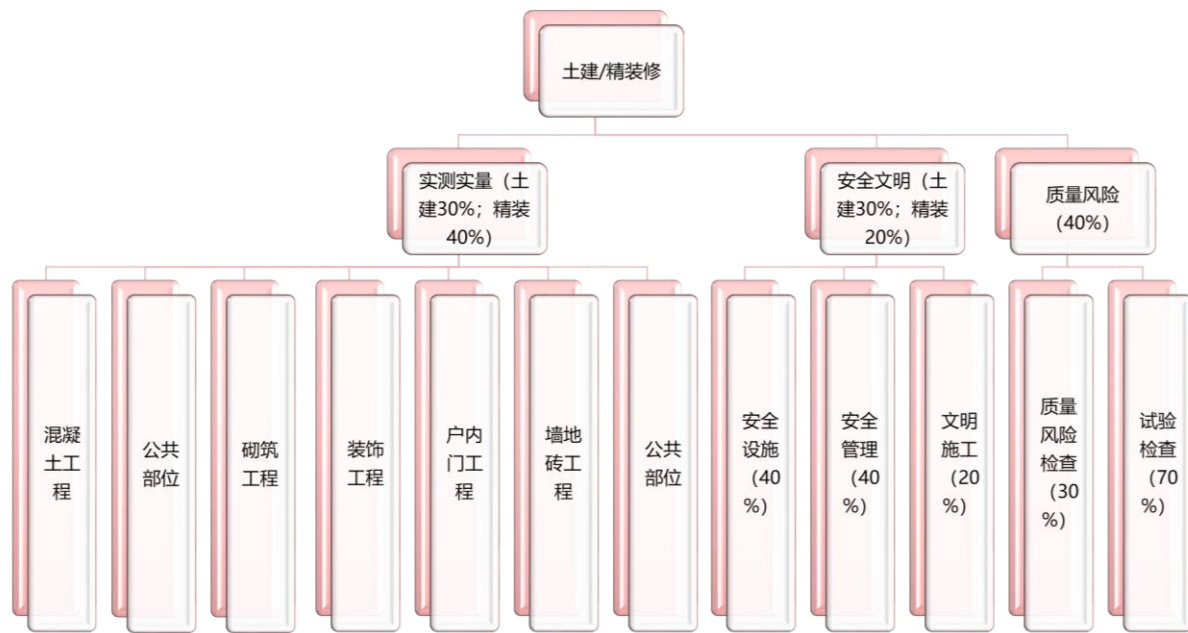 土建/精装修
实测实量（土
建30%；精装
40%）
安全文明（土
建30%；精装
20%）
质量风险
（40%）
混凝
土工
程
公共
部位
砌筑
工程
装饰
工程
户内
门工
程
墙地
砖工
程
公共
部位
安全
设施
（40
%）
安全
管理
（40
%）
文明
施工
（20
%）
质量
风险
检查
（30
%）
试验
检查
（70
%）